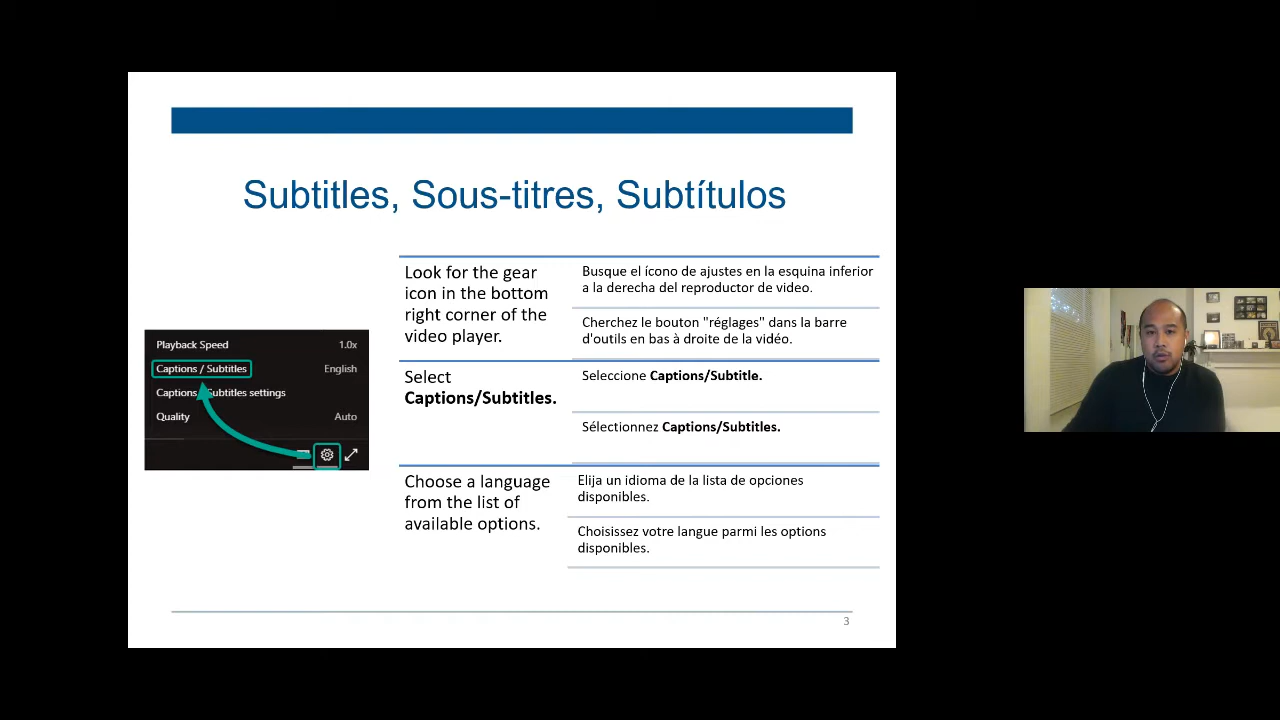 Subtitles, Sous-titres, Subtítulos
Playback Speed 1.0x
Captions / Subtitles English
Subtitles settings
Quality Auto
Look for the gear
icon in the bottom
right corner of the
video player.
Busque el ícono de ajustes en la esquina inferior
a la derecha del reproductor de video.
Cherchez le bouton "réglages" dans la barre
d'outils en bas à droite de la vidéo.
Select
Captions/Subtitles.
Seleccione Captions/Subtitle.
Sélectionnez Captions/Subtitles.
Choose a language
from the list of
available options.
Elija un idioma de la lista de opciones
disponibles.
Choisissez votre langue parmi les options
disponibles.
3